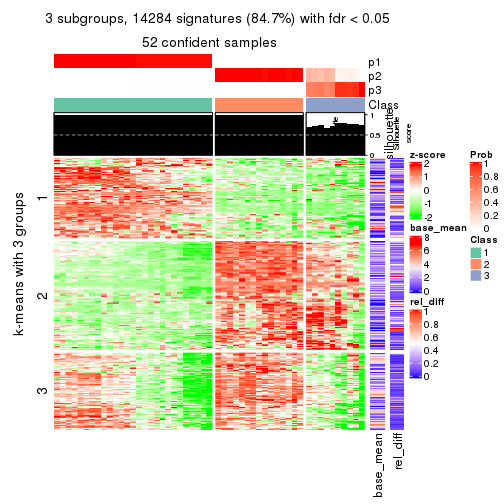 3 subgroups, 14284 signatures (84.7%) with fdr < 0.05
52 confident samples
p1
p2
p3
Class
1
0.5
0
silhouette
Silhouette
score
k-means with 3 groups
1
2
3
base_mean
rel_diff
z-score
2
1
0
-1
-2
base_mean
8
6
4
2
0
rel_diff
1
0.8
0.6
0.4
0.2
0
Prob
1
0.8
0.6
0.4
0.2
0
Class
1
2
3